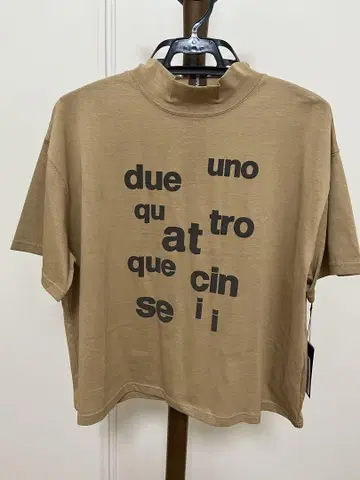 due uno
qu at tro
que cin
se i i